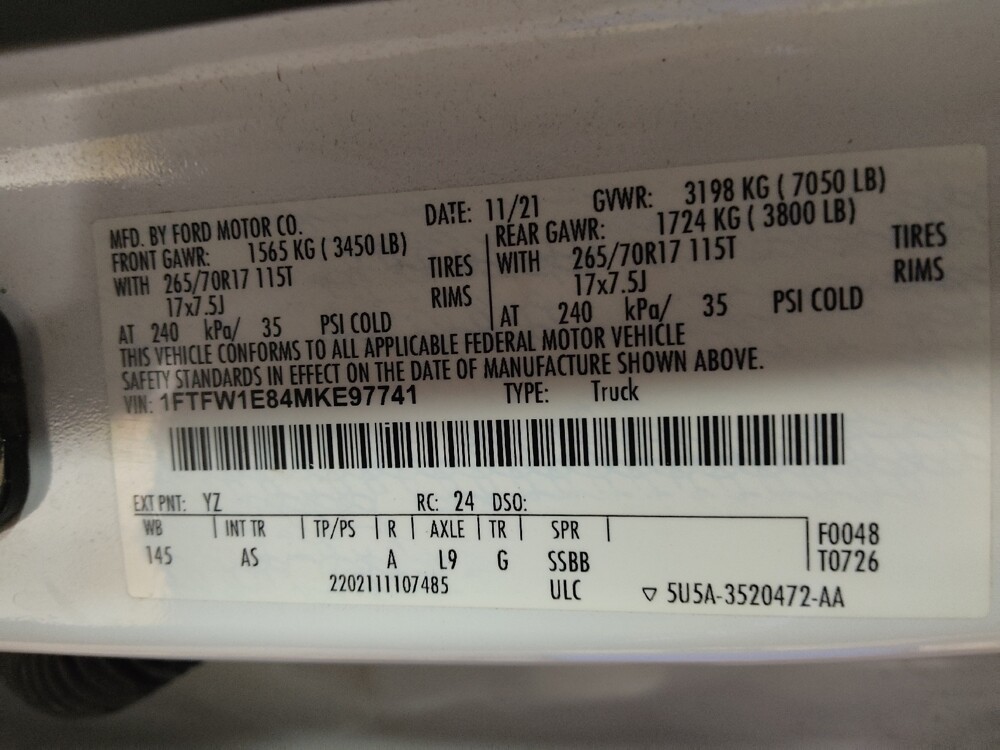 MFD. BY FORD MOTOR CO. DATE: 11/21 GVWR: 3198 KG ( 7050 LB)
FRONT GAWR: 1565 KG ( 3450 LB) REAR GAWR: 1724 KG ( 3800 LB)
WITH 265/70R17 115T TIRES WITH 265/70R17 115T TIRES
17x7.5J RIMS 17x7.5J RIMS
AT 240 kPa/ 35 PSI COLD AT 240 kPa/ 35 PSI COLD
THIS VEHICLE CONFORMS TO ALL APPLICABLE FEDERAL MOTOR VEHICLE
SAFETY STANDARDS IN EFFECT ON THE DATE OF MANUFACTURE SHOWN ABOVE.
VIN: 1FTFW1E84MKE97741 TYPE: Truck
EXT PNT: YZ RC: 24 DSO:
WB INT TR TP/PS R AXLE TR SPR F0048
145 AS A L9 G SSBB T0726
2202111107485 ULC ▽ 5U5A-3520472-AA